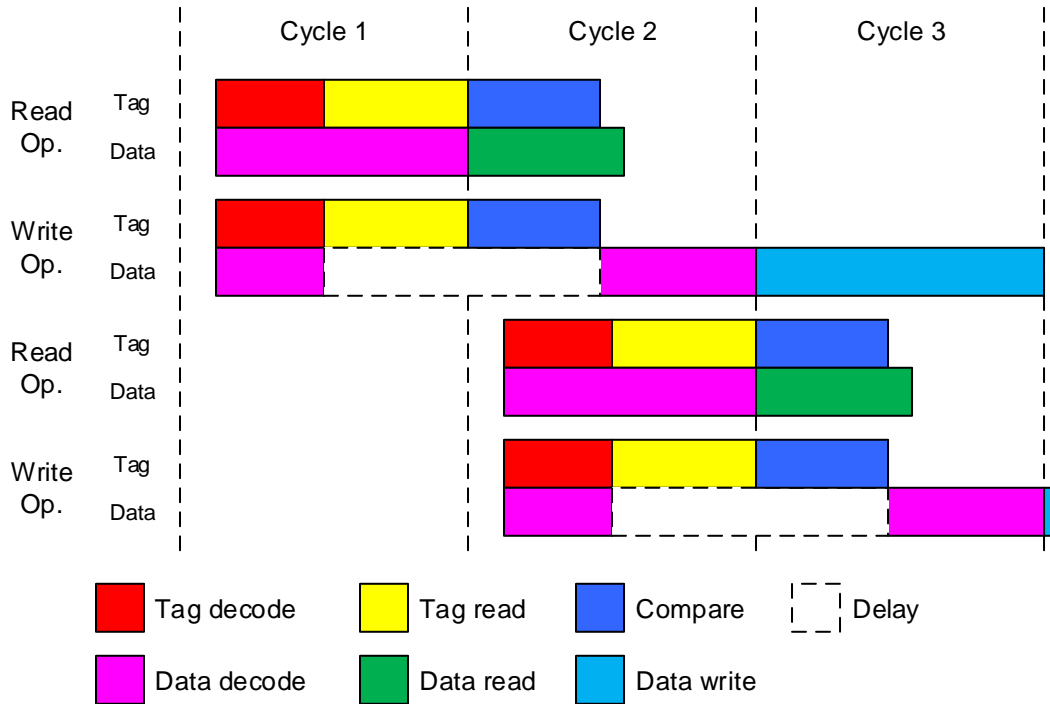 Cycle 1 Cycle 2 Cycle 3
Read Op. Tag
Data
Write Op. Tag
Data
Read Op. Tag
Data
Write Op. Tag
Data
Tag decode Tag read Compare Delay
Data decode Data read Data write